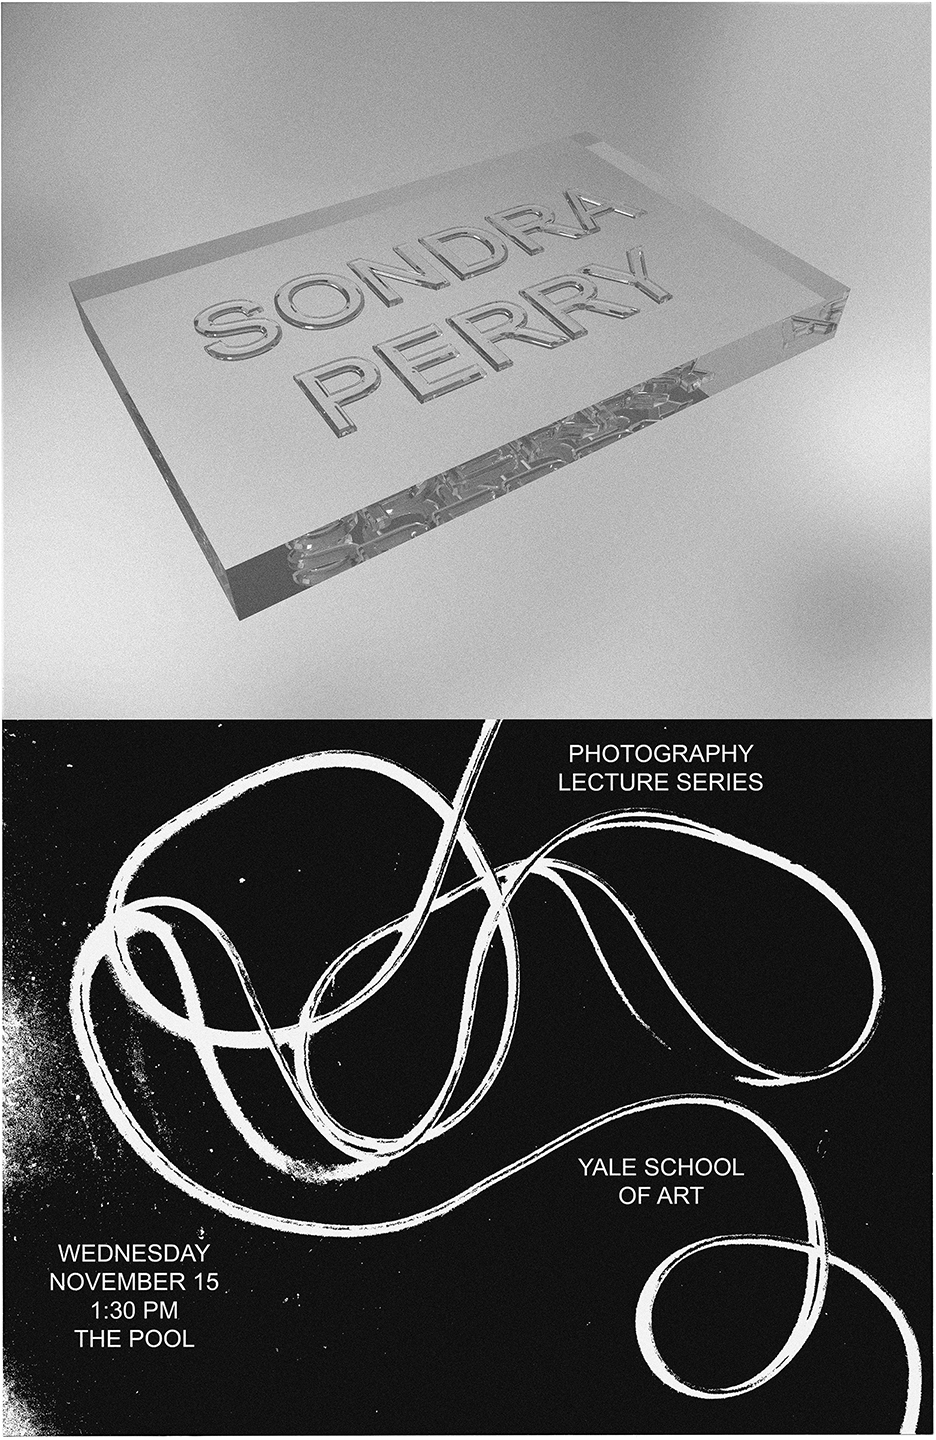 SONDRA
PERRY
PHOTOGRAPHY
LECTURE SERIES
YALE SCHOOL
OF ART
WEDNESDAY
NOVEMBER 15
1:30 PM
THE POOL